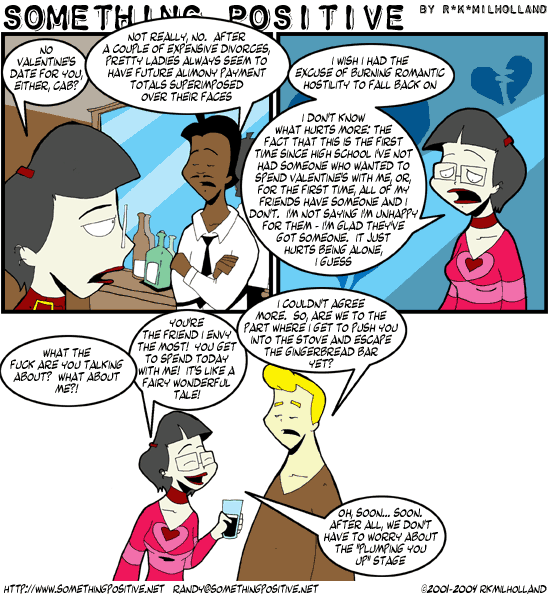 SOMETHING POSITIVE
BY R*K*MILHOLLAND
NO
VALENTINE'S
DATE FOR YOU,
EITHER, CAB?
NOT REALLY, NO. AFTER
A COUPLE OF EXPENSIVE DIVORCES,
PRETTY LADIES ALWAYS SEEM TO
HAVE FUTURE ALIMONY PAYMENT
TOTALS SUPERIMPOSED
OVER THEIR FACES
I WISH I HAD THE
EXCUSE OF BURNING ROMANTIC
HOSTILITY TO FALL BACK ON
I DON'T KNOW
WHAT HURTS MORE: THE
FACT THAT THIS IS THE FIRST
TIME SINCE HIGH SCHOOL I'VE NOT
HAD SOMEONE WHO WANTED TO
SPEND VALENTINE'S WITH ME, OR,
FOR THE FIRST TIME, ALL OF MY
FRIENDS HAVE SOMEONE AND I
DON'T. I'M NOT SAYING I'M UNHAPPY
FOR THEM - I'M GLAD THEY'VE
GOT SOMEONE. IT JUST
HURTS BEING ALONE,
I GUESS
WHAT THE
FUCK ARE YOU TALKING
ABOUT? WHAT ABOUT
ME?!
YOU'RE
THE FRIEND I ENVY
THE MOST! YOU GET
TO SPEND TODAY
WITH ME! IT'S LIKE A
FAIRY WONDERFUL
TALE!
I COULDN'T AGREE
MORE. SO, ARE WE TO THE
PART WHERE I GET TO PUSH YOU
INTO THE STOVE AND ESCAPE
THE GINGERBREAD BAR
YET?
OH, SOON... SOON.
AFTER ALL, WE DON'T
HAVE TO WORRY ABOUT
THE "PLUMPING YOU
UP" STAGE
HTTP://WWW.SOMETHINGPOSITIVE.NET RANDY@SOMETHINGPOSITIVE.NET
©2001-2009 RKMILHOLLAND